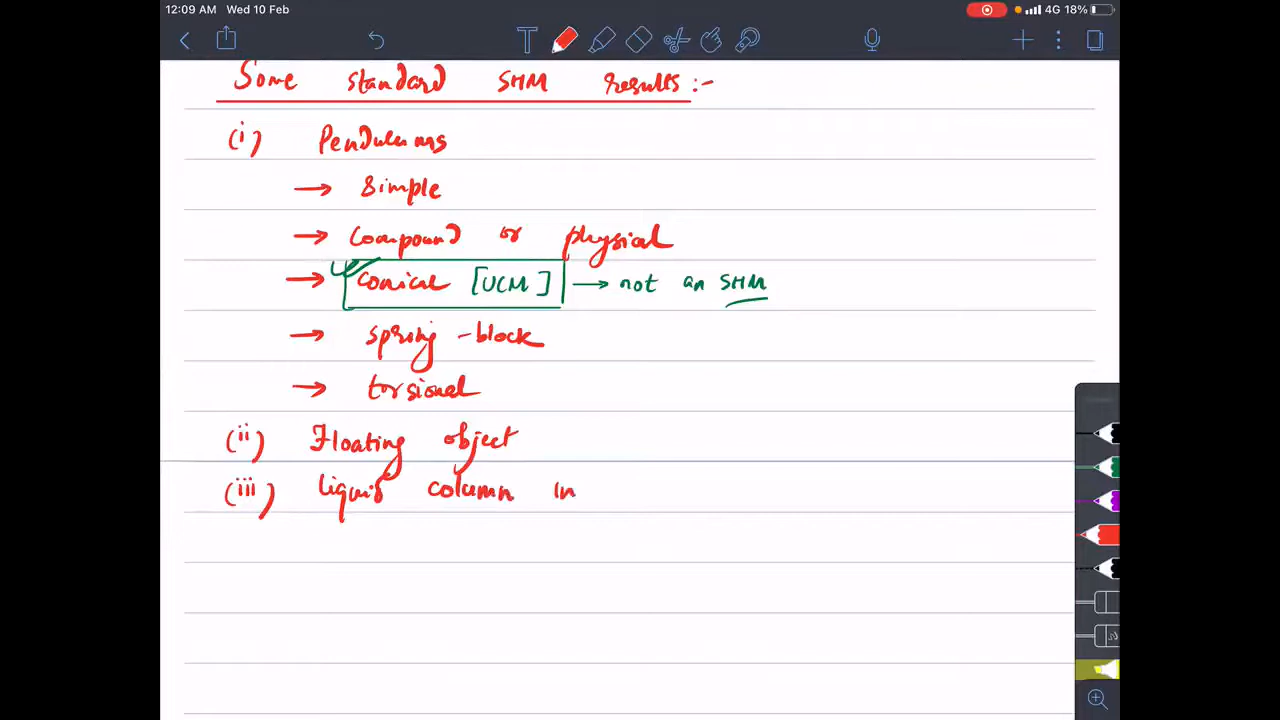 12:09 AM Wed 10 Feb 4G 18%
Some standard SHM results :-
(i) Pendulums
→ Simple
→ Compound or physical
→ Conical [UCM] → not an SHM
→ spring-block
→ torsional
(ii) Floating object
(iii) liquid column in